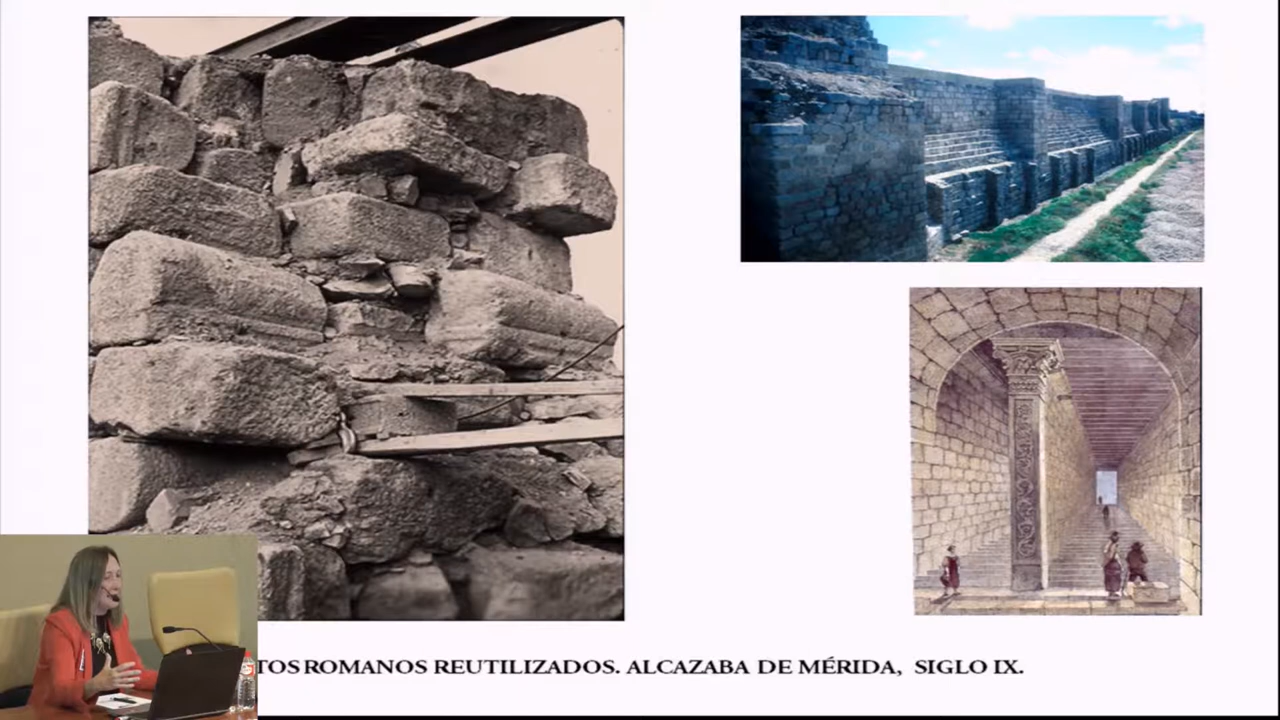 TOS ROMANOS REUTILIZADOS. ALCAZABA DE MÉRIDA, SIGLO IX.